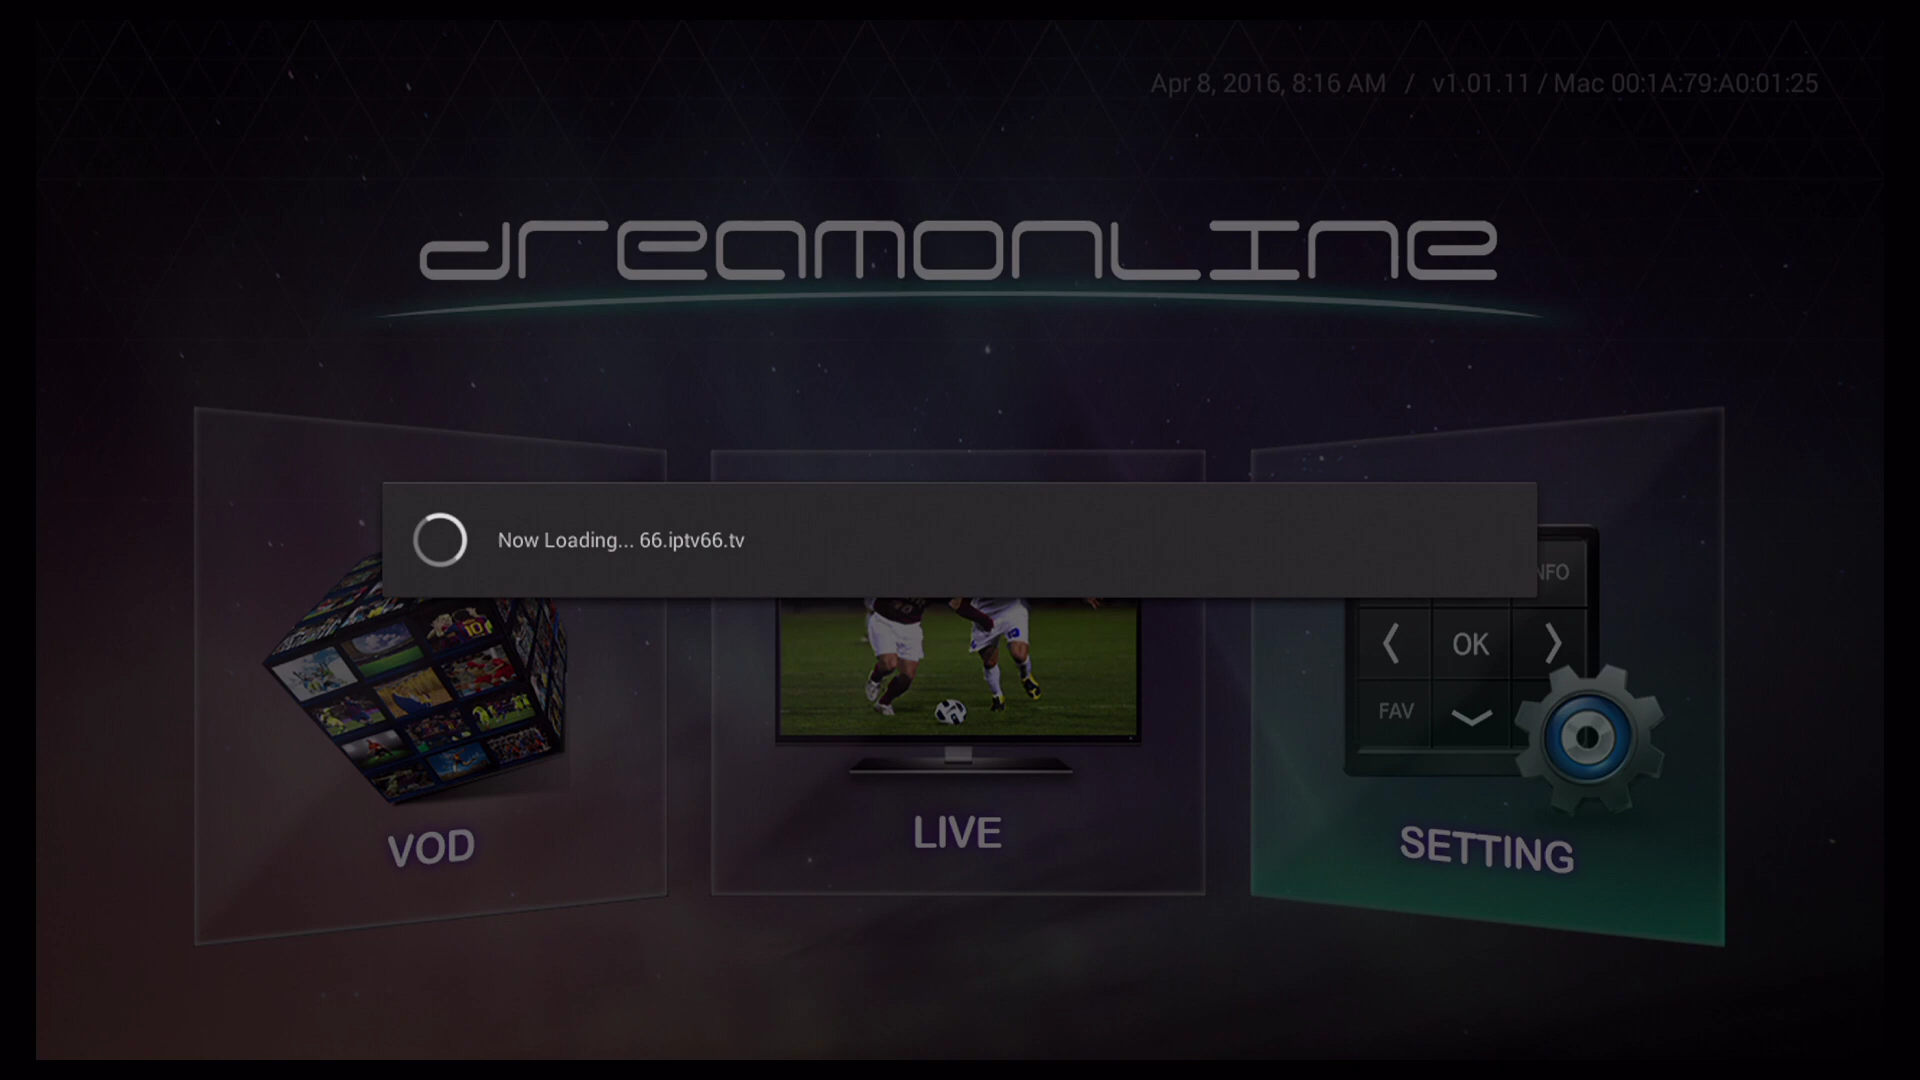 Apr 8, 2016, 8:16 AM / v1.01.11 / Mac 00:1A:79:A0:01:25
dreamonline
Now Loading... 66.iptv66.tv
NFO
OK
FAV
10
VOD
LIVE
SETTING